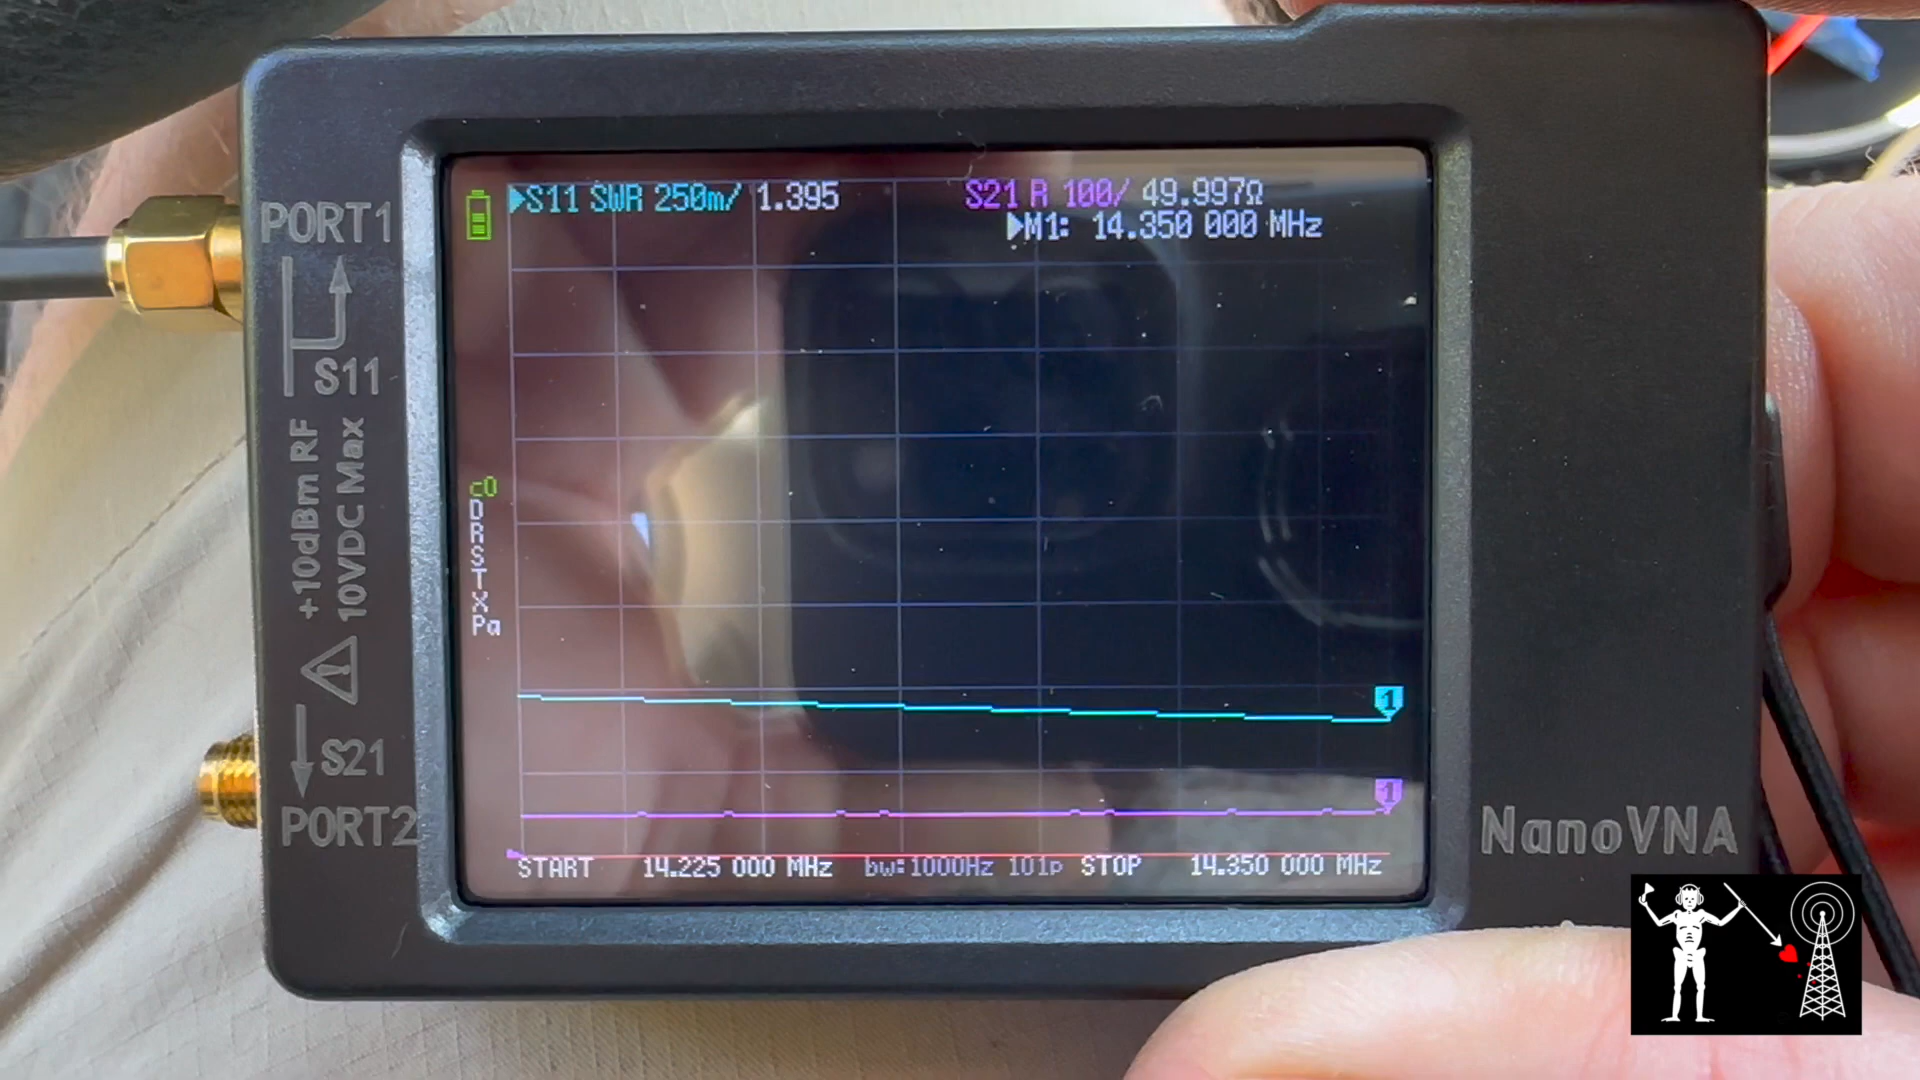 S11 SWR 250m/ 1.395
S21 R 100/ 49.997Ω
M1: 14.350 000 MHz
PORT1
S11
+10dBm RF
10VDC Max
S21
PORT2
c0
D
R
S
T
X
Pa
1
1
START 14.225 000 MHz bw:1000Hz 101p STOP 14.350 000 MHz
NanoVNA